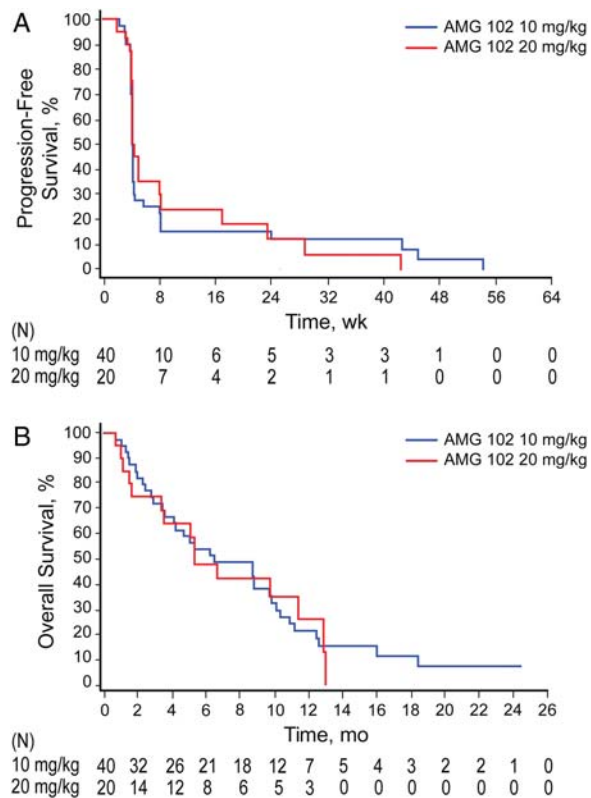 A
AMG 102 10 mg/kg
AMG 102 20 mg/kg
Progression-Free
Survival, %
100
90
80
70
60
50
40
30
20
10
0
0 8 16 24 32 40 48 56 64
Time, wk
(N)
10 mg/kg 40 10 6 5 3 3 1 0 0
20 mg/kg 20 7 4 2 1 1 0 0 0
B
AMG 102 10 mg/kg
AMG 102 20 mg/kg
Overall Survival, %
100
90
80
70
60
50
40
30
20
10
0
0 2 4 6 8 10 12 14 16 18 20 22 24 26
Time, mo
(N)
10 mg/kg 40 32 26 21 18 12 7 5 4 3 2 2 1 0
20 mg/kg 20 14 12 8 6 5 3 0 0 0 0 0 0 0